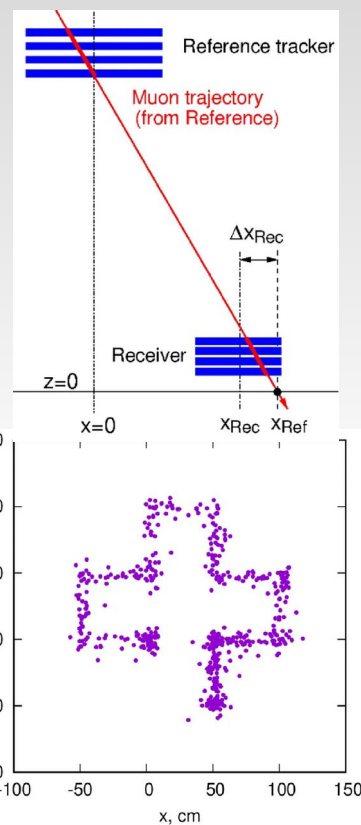 Reference tracker
Muon trajectory
(from Reference)
ΔxRec
Receiver
z=0
x=0
xRec
xRef
-100
-50
0
50
100
150
x, cm